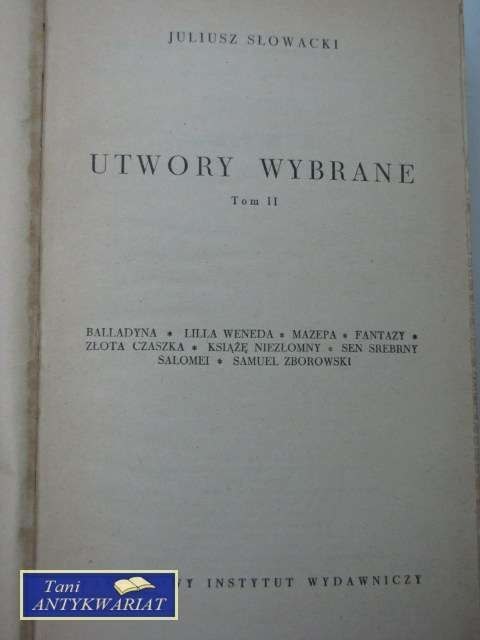 JULIUSZ SŁOWACKI
UTWORY WYBRANE
Tom II
BALLADYNA * LILLA WENEDA * MAZEPA * FANTAZY *
ZŁOTA CZASZKA * KSIĄŻĘ NIEZŁOMNY * SEN SREBRNY
SALOMEI * SAMUEL ZBOROWSKI
INSTYTUT WYDAWNICZY
Tani
ANTYKWARIAT